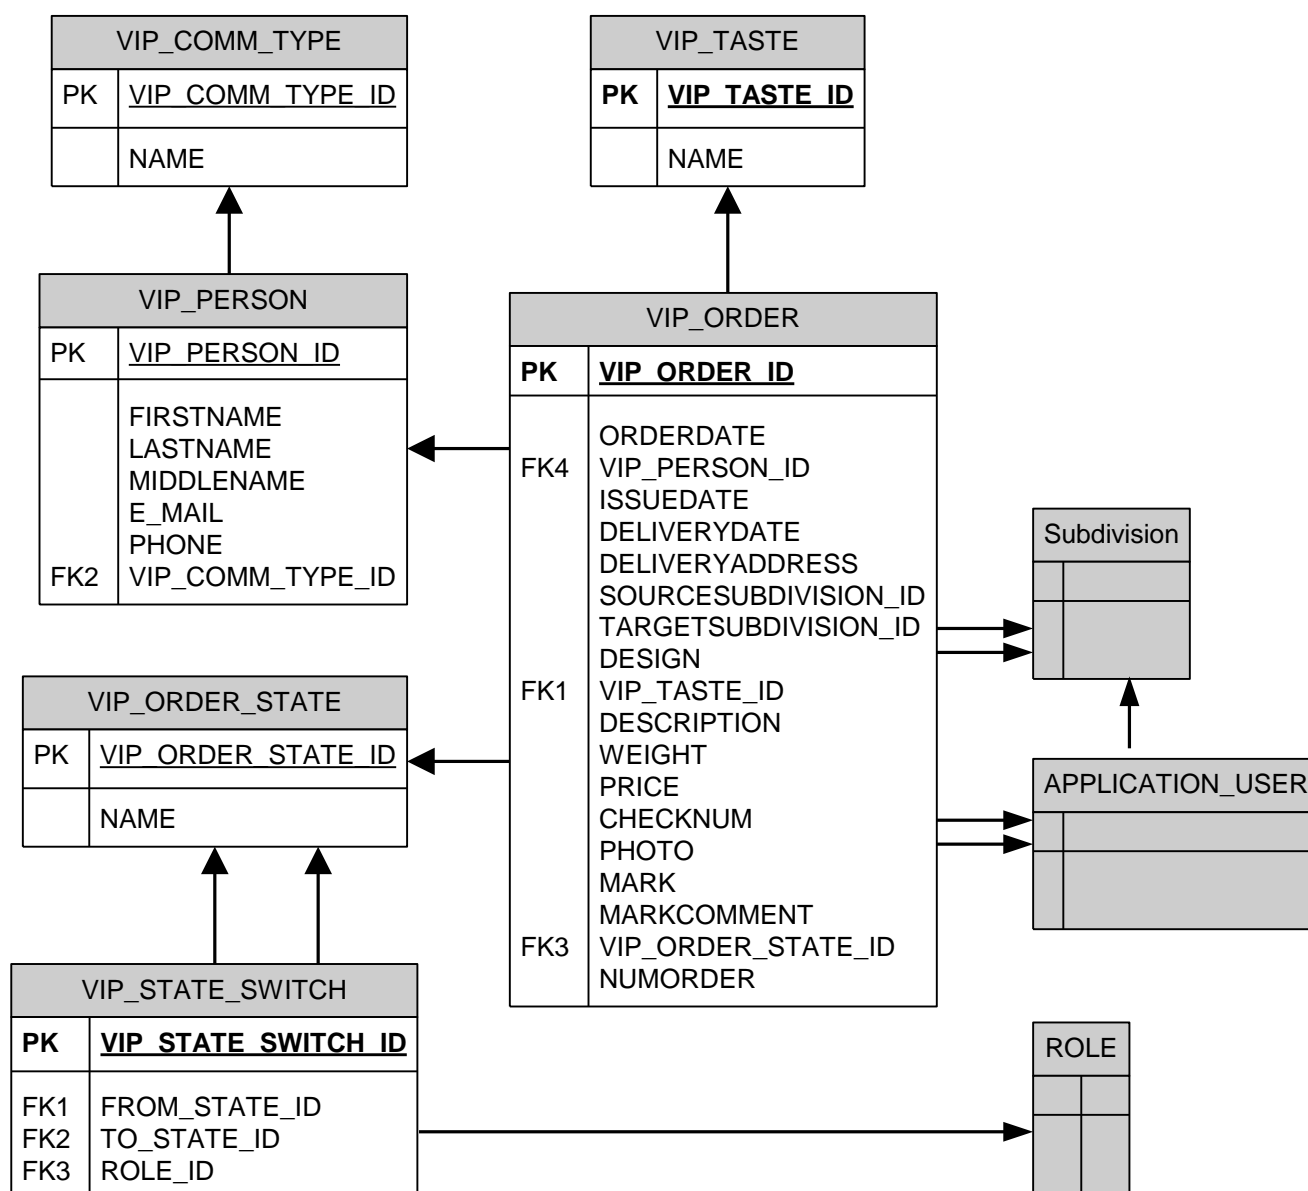 VIP_COMM_TYPE
PK VIP_COMM_TYPE_ID
NAME
VIP_TASTE
PK VIP_TASTE_ID
NAME
VIP_PERSON
PK VIP_PERSON_ID
FIRSTNAME
LASTNAME
MIDDLENAME
E_MAIL
PHONE
FK2 VIP_COMM_TYPE_ID
VIP_ORDER
PK VIP_ORDER_ID
ORDERDATE
FK4 VIP_PERSON_ID
ISSUEDATE
DELIVERYDATE
DELIVERYADDRESS
SOURCESUBDIVISION_ID
TARGETSUBDIVISION_ID
DESIGN
FK1 VIP_TASTE_ID
DESCRIPTION
WEIGHT
PRICE
CHECKNUM
PHOTO
MARK
MARKCOMMENT
FK3 VIP_ORDER_STATE_ID
NUMORDER
Subdivision
APPLICATION_USER
VIP_ORDER_STATE
PK VIP_ORDER_STATE_ID
NAME
VIP_STATE_SWITCH
PK VIP_STATE_SWITCH_ID
FK1 FROM_STATE_ID
FK2 TO_STATE_ID
FK3 ROLE_ID
ROLE